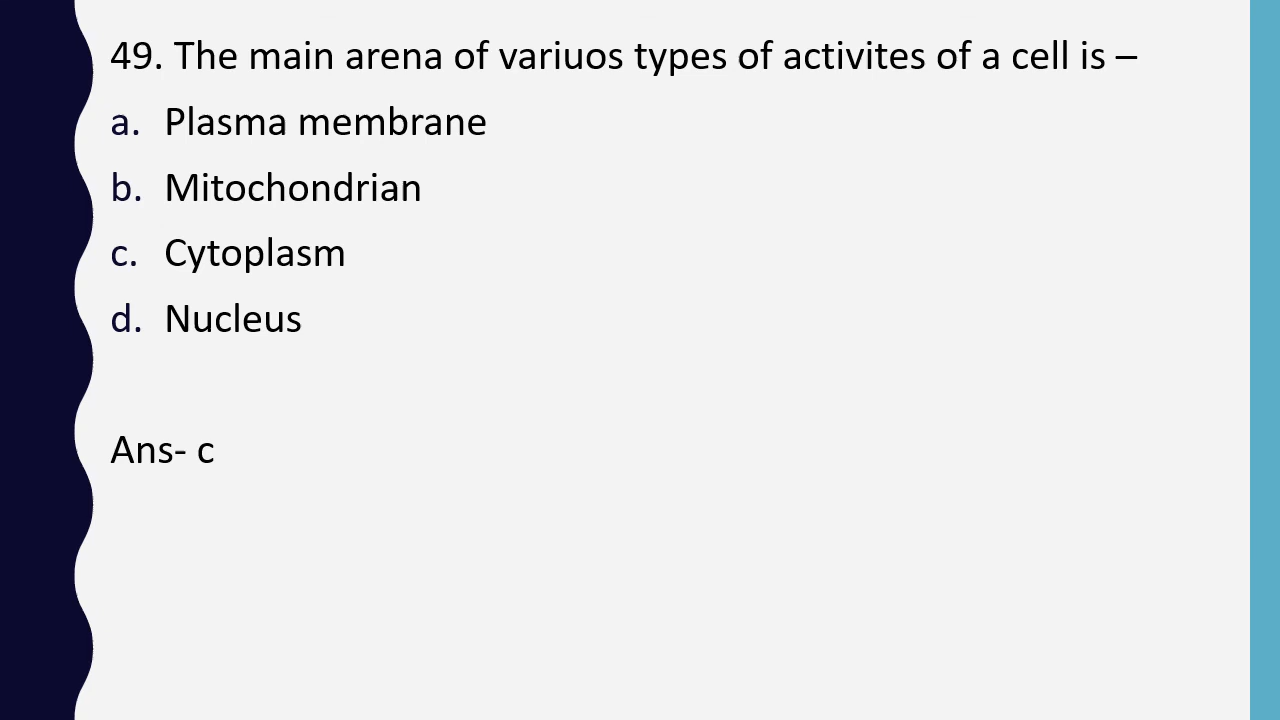 49. The main arena of variuos types of activites of a cell is –
a. Plasma membrane
b. Mitochondrian
c. Cytoplasm
d. Nucleus
Ans- c